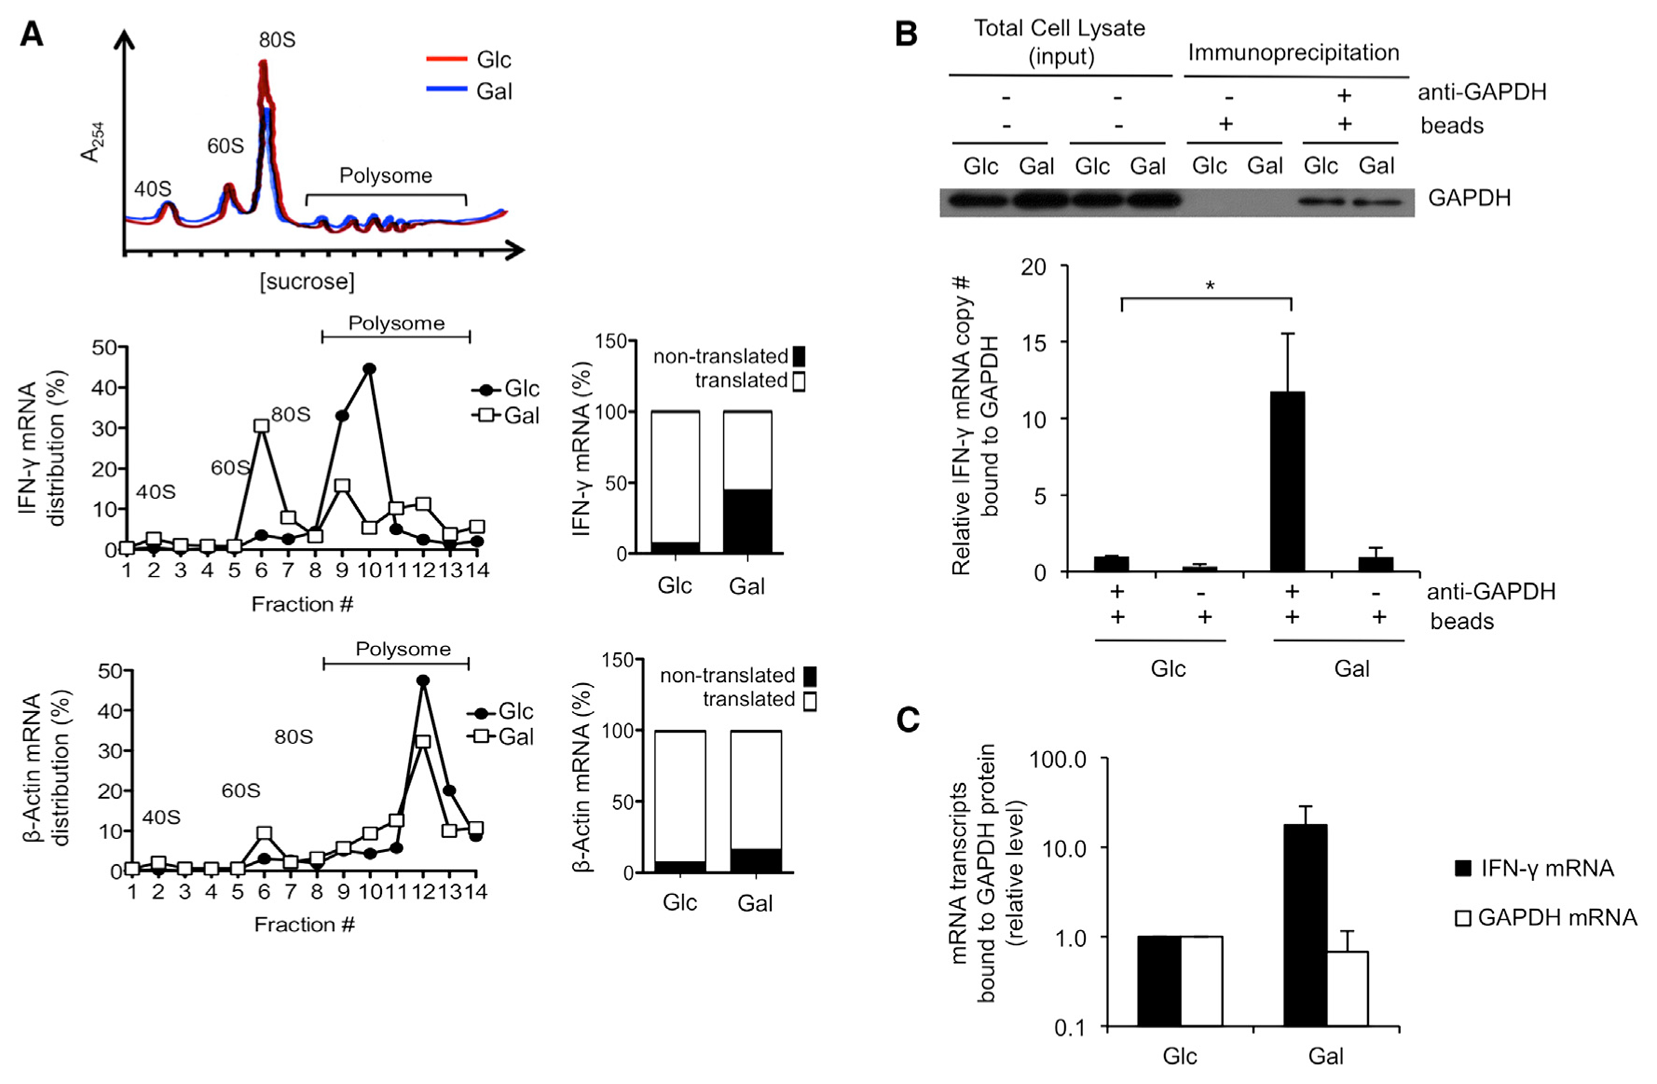 A
80S
Glc
Gal
60S
40S
Polysome
A254
[sucrose]
Polysome
IFN-γ mRNA
distribution (%)
50
40
30
20
10
0
Glc
Gal
80S
60S
40S
1 2 3 4 5 6 7 8 9 10 11 12 13 14
Fraction #
IFN-γ mRNA (%)
150
100
50
0
non-translated
translated
Glc Gal
Polysome
β-Actin mRNA
distribution (%)
50
40
30
20
10
0
Glc
Gal
80S
60S
40S
1 2 3 4 5 6 7 8 9 10 11 12 13 14
Fraction #
β-Actin mRNA (%)
150
100
50
0
non-translated
translated
Glc Gal
B
Total Cell Lysate
(input)
Immunoprecipitation
- - - + anti-GAPDH
- - + + beads
Glc Gal Glc Gal Glc Gal Glc Gal
GAPDH
Relative IFN-γ mRNA copy #
bound to GAPDH
20
15
10
5
0
*
+ - + - anti-GAPDH
+ + + + beads
Glc Gal
C
mRNA transcripts
bound to GAPDH protein
(relative level)
100.0
10.0
1.0
0.1
IFN-γ mRNA
GAPDH mRNA
Glc Gal